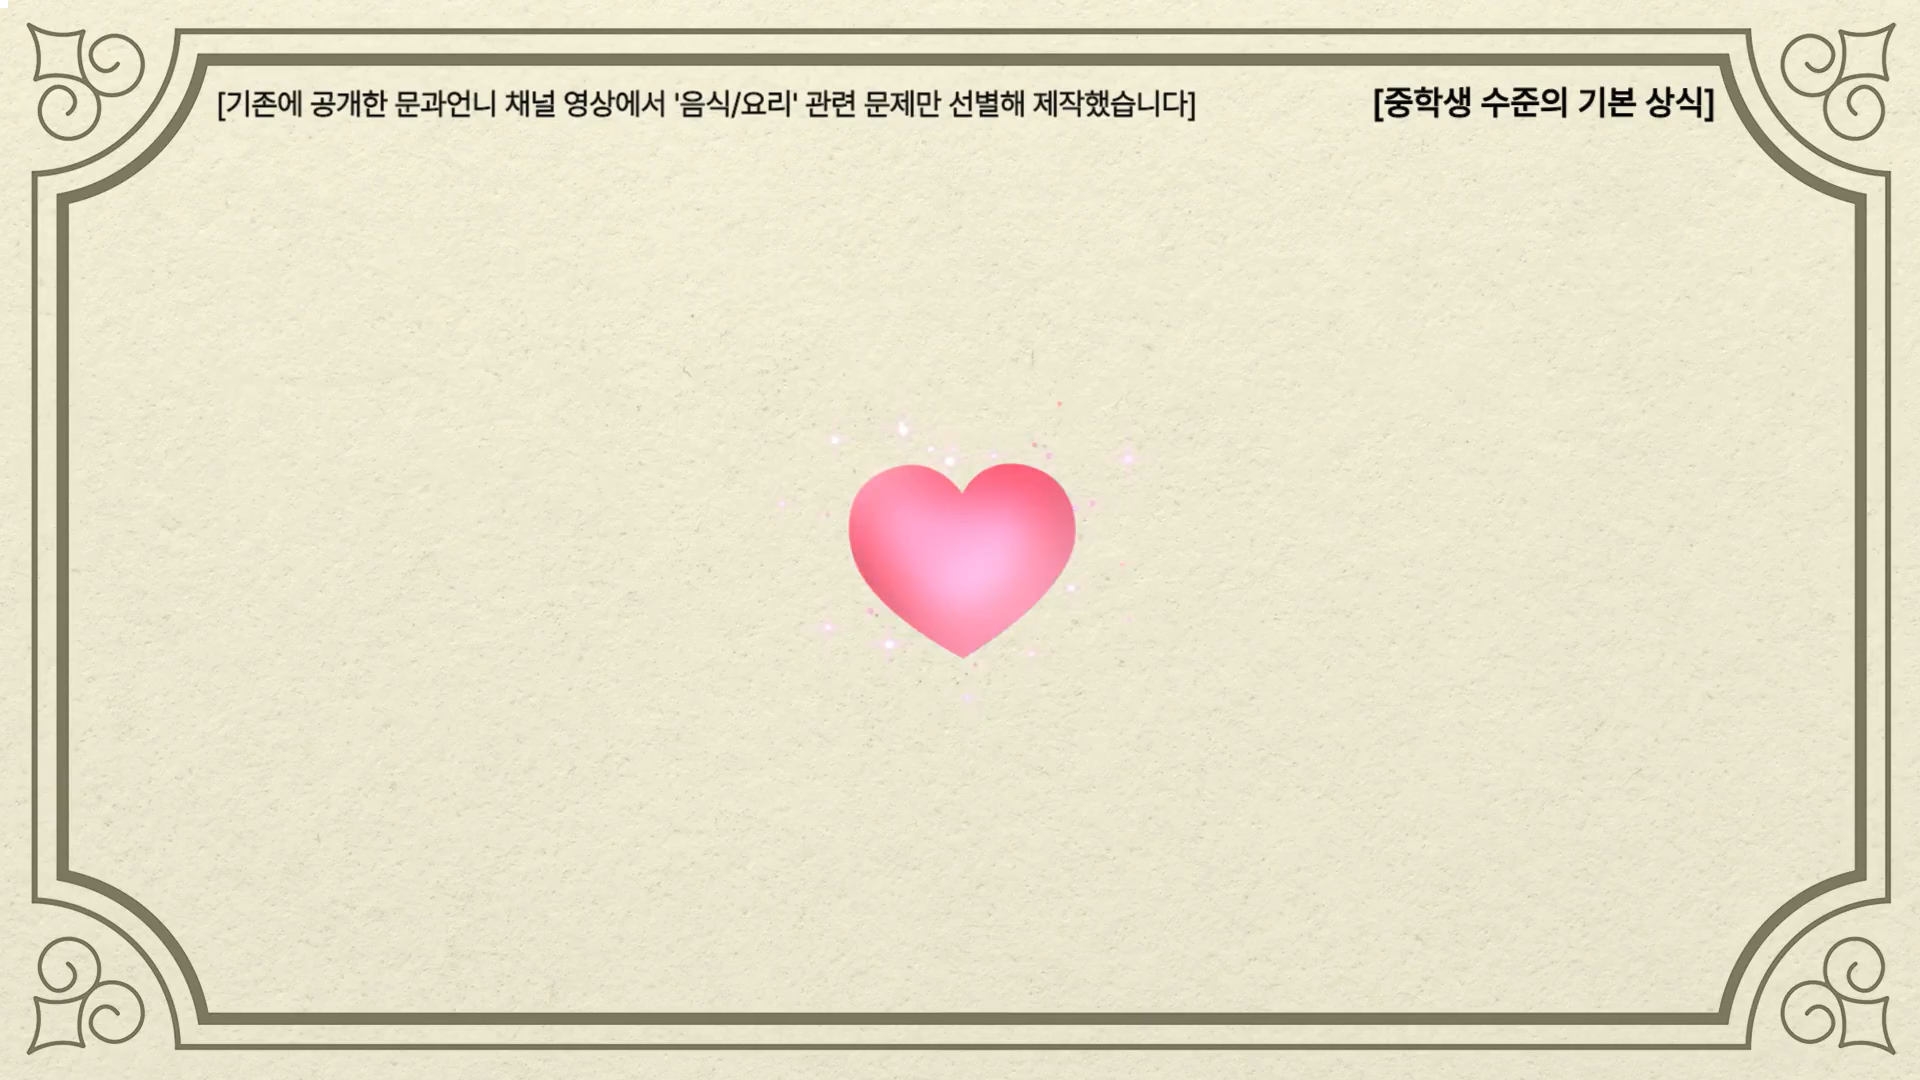 [기존에 공개한 문과언니 채널 영상에서 '음식/요리' 관련 문제만 선별해 제작했습니다]
[중학생 수준의 기본 상식]